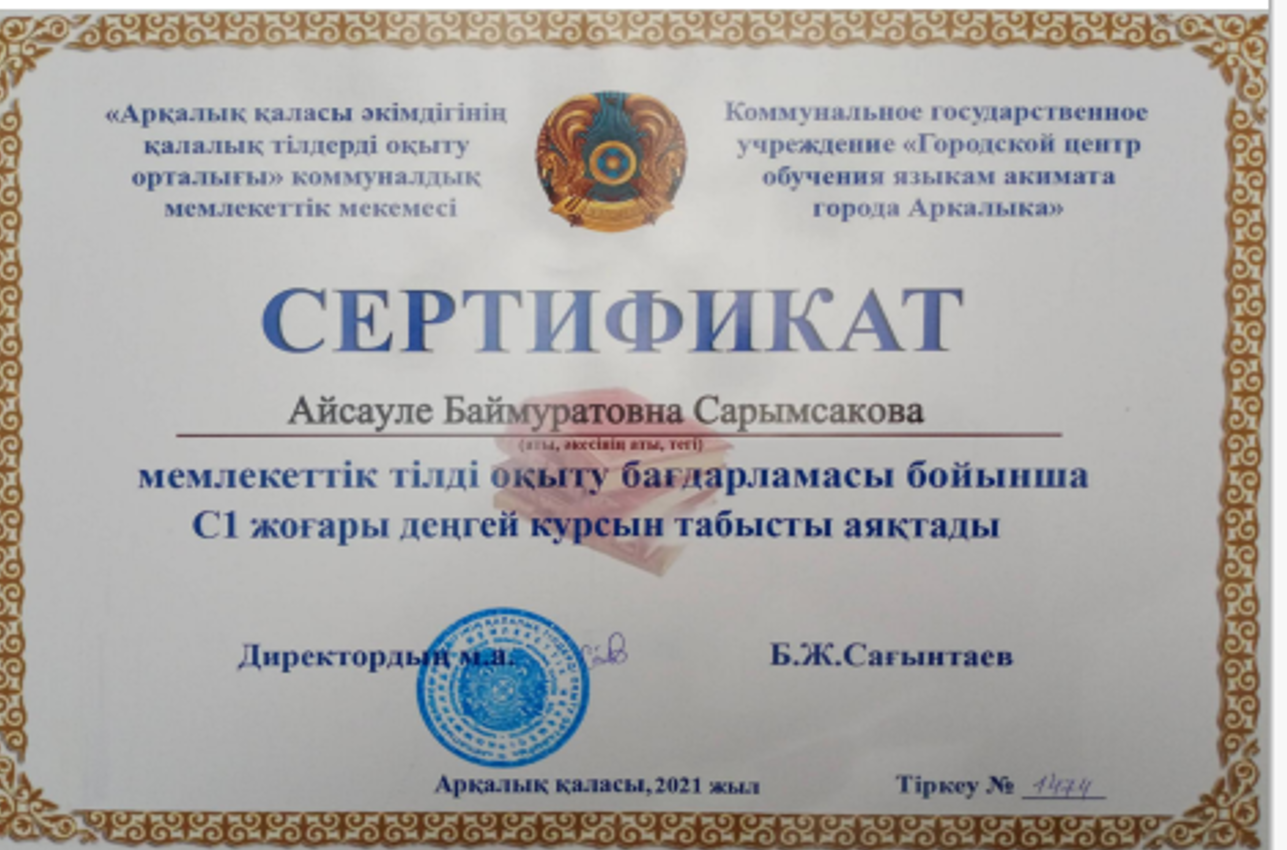 «Арқалық қаласы әкімдігінің
қалалық тілдерді оқыту
орталығы» коммуналдық
мемлекеттік мекемесі
Коммунальное государственное
учреждение «Городской центр
обучения языкам акимата
города Аркалыка»
СЕРТИФИКАТ
Айсауле Баймуратовна Сарымсакова
(аты, әкесінің аты, тегі)
мемлекеттік тілді оқыту бағдарламасы бойынша
С1 жоғары деңгей курсын табысты аяқтады
Директордың м.а. Б.Ж.Сағынтаев
Арқалық қаласы,2021 жыл
Тіркеу № 1474